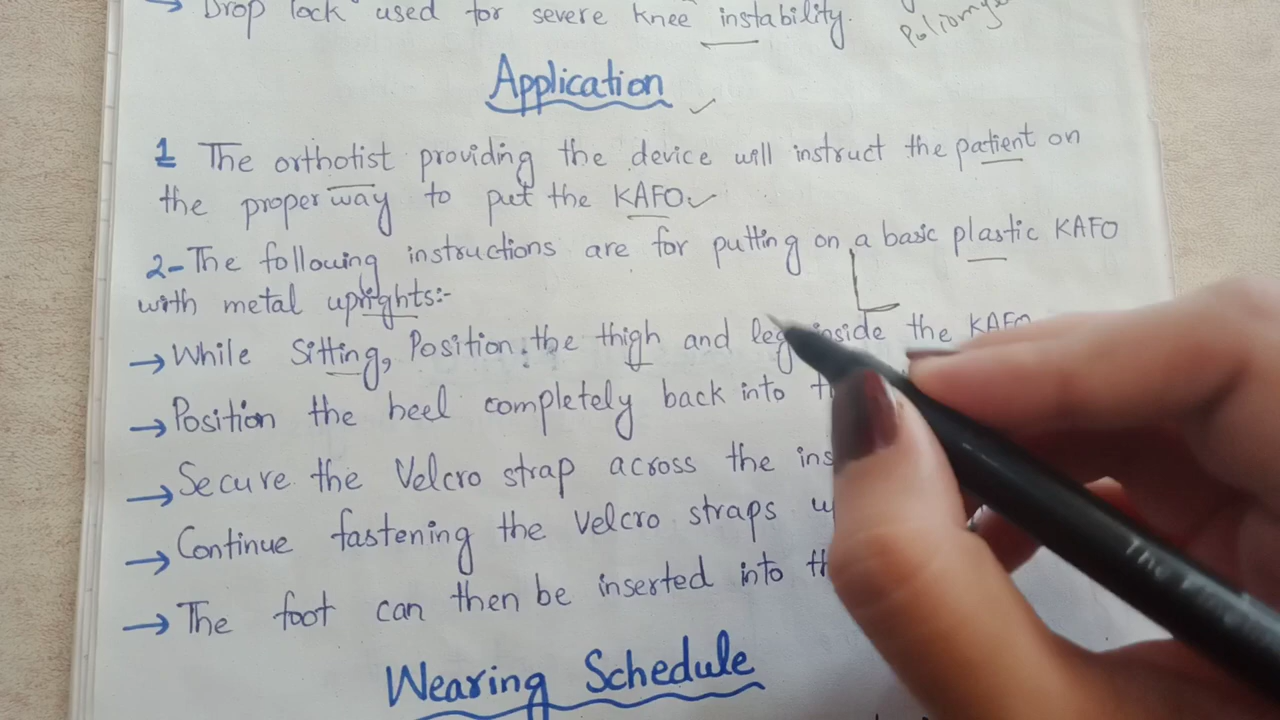 → Drop lock used for severe knee instability.
Application ✓
1 The orthotist providing the device will instruct the patient on
the proper way to put the KAFO. ✓
2- The following instructions are for putting on a basic plastic KAFO
with metal uprights:-
→ While Sitting, Position the thigh and leg inside the KAFO
→ Position the heel completely back into
→ Secure the Velcro strap across the
→ Continue fastening the Velcro straps
→ The foot can then be inserted into
Wearing Schedule